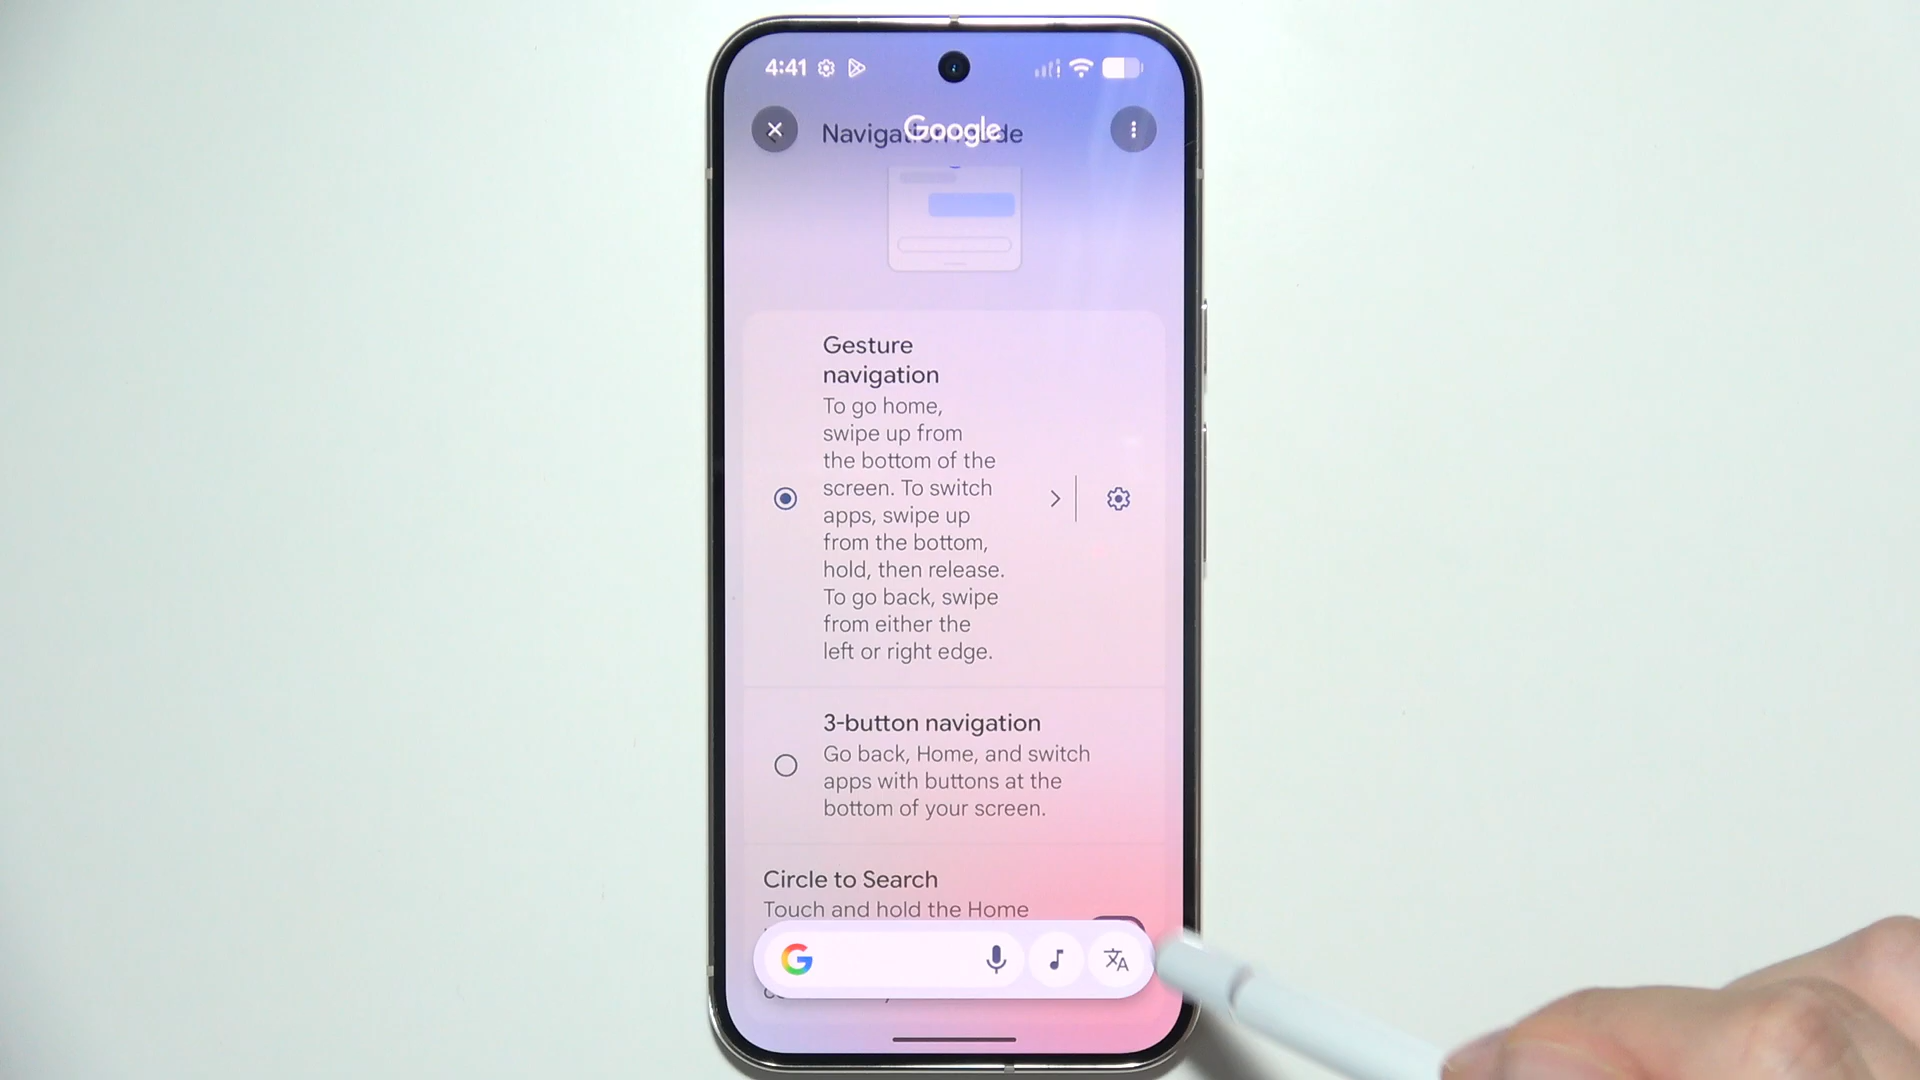 4:41
Google
Navigation mode
Gesture
navigation
To go home,
swipe up from
the bottom of the
screen. To switch
apps, swipe up
from the bottom,
hold, then release.
To go back, swipe
from either the
left or right edge.
3-button navigation
Go back, Home, and switch
apps with buttons at the
bottom of your screen.
Circle to Search
Touch and hold the Home